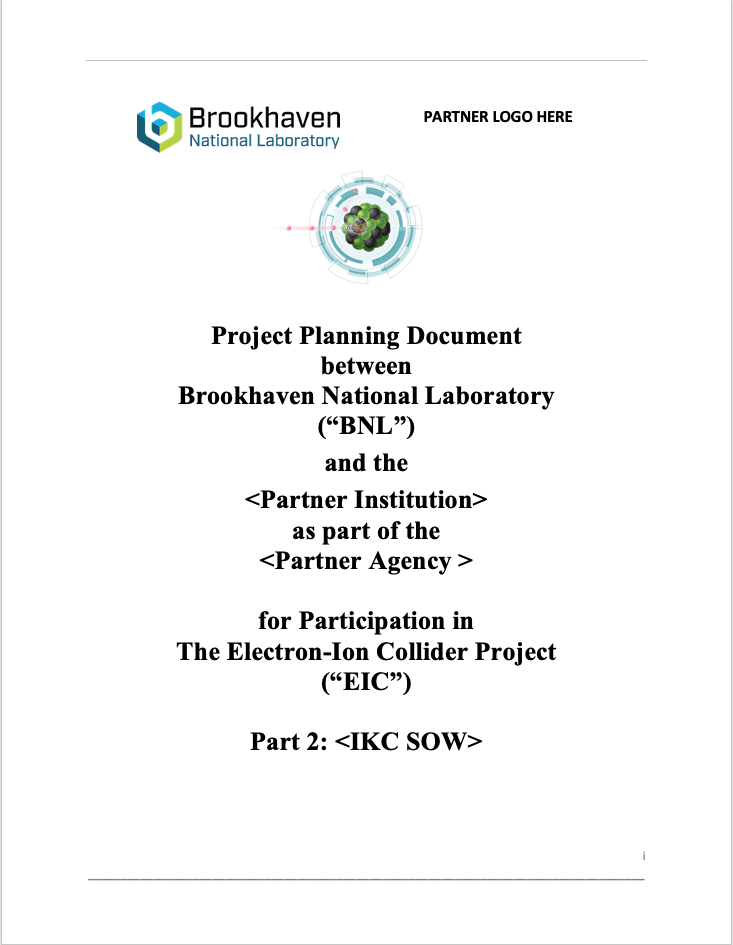 Brookhaven
National Laboratory
PARTNER LOGO HERE
Project Planning Document
between
Brookhaven National Laboratory
(“BNL”)
and the
<Partner Institution>
as part of the
<Partner Agency >
for Participation in
The Electron-Ion Collider Project
(“EIC”)
Part 2: <IKC SOW>
i